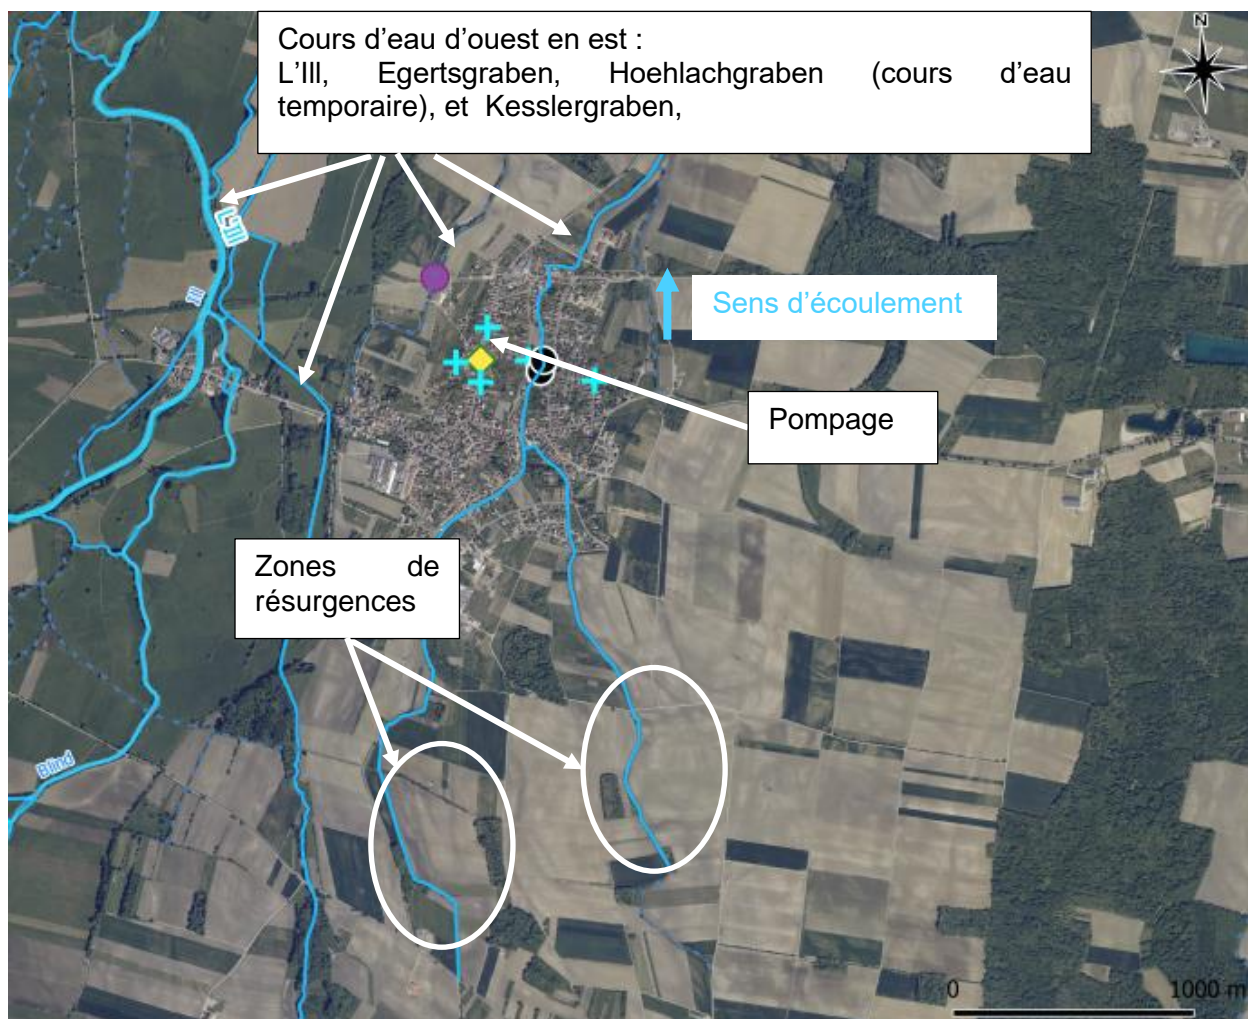 Cours d’eau d’ouest en est :
L’Ill, Egertsgraben, Hoehlachgraben (cours d’eau
temporaire), et Kesslergraben,
N
L'Ill
Ill
Sens d’écoulement
Pompage
Zones de
résurgences
Blind
0 1000 m